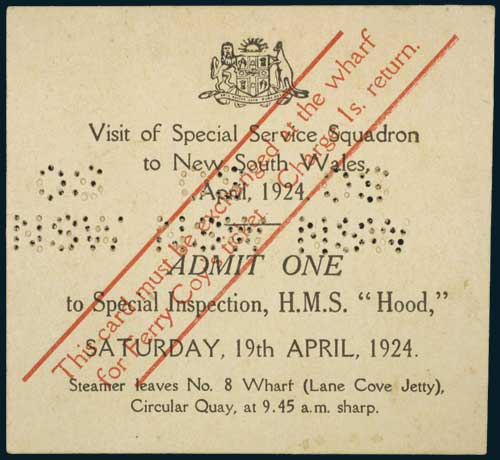 Visit of Special Service Squadron
to New South Wales,
April, 1924.
ADMIT ONE
to Special Inspection, H.M.S. "Hood,"
SATURDAY, 19th APRIL, 1924.
Steamer leaves No. 8 Wharf (Lane Cove Jetty),
Circular Quay, at 9.45 a.m. sharp.
This card must be exchanged at the wharf
for Ferry Coy's ticket. Charge 1s. return.